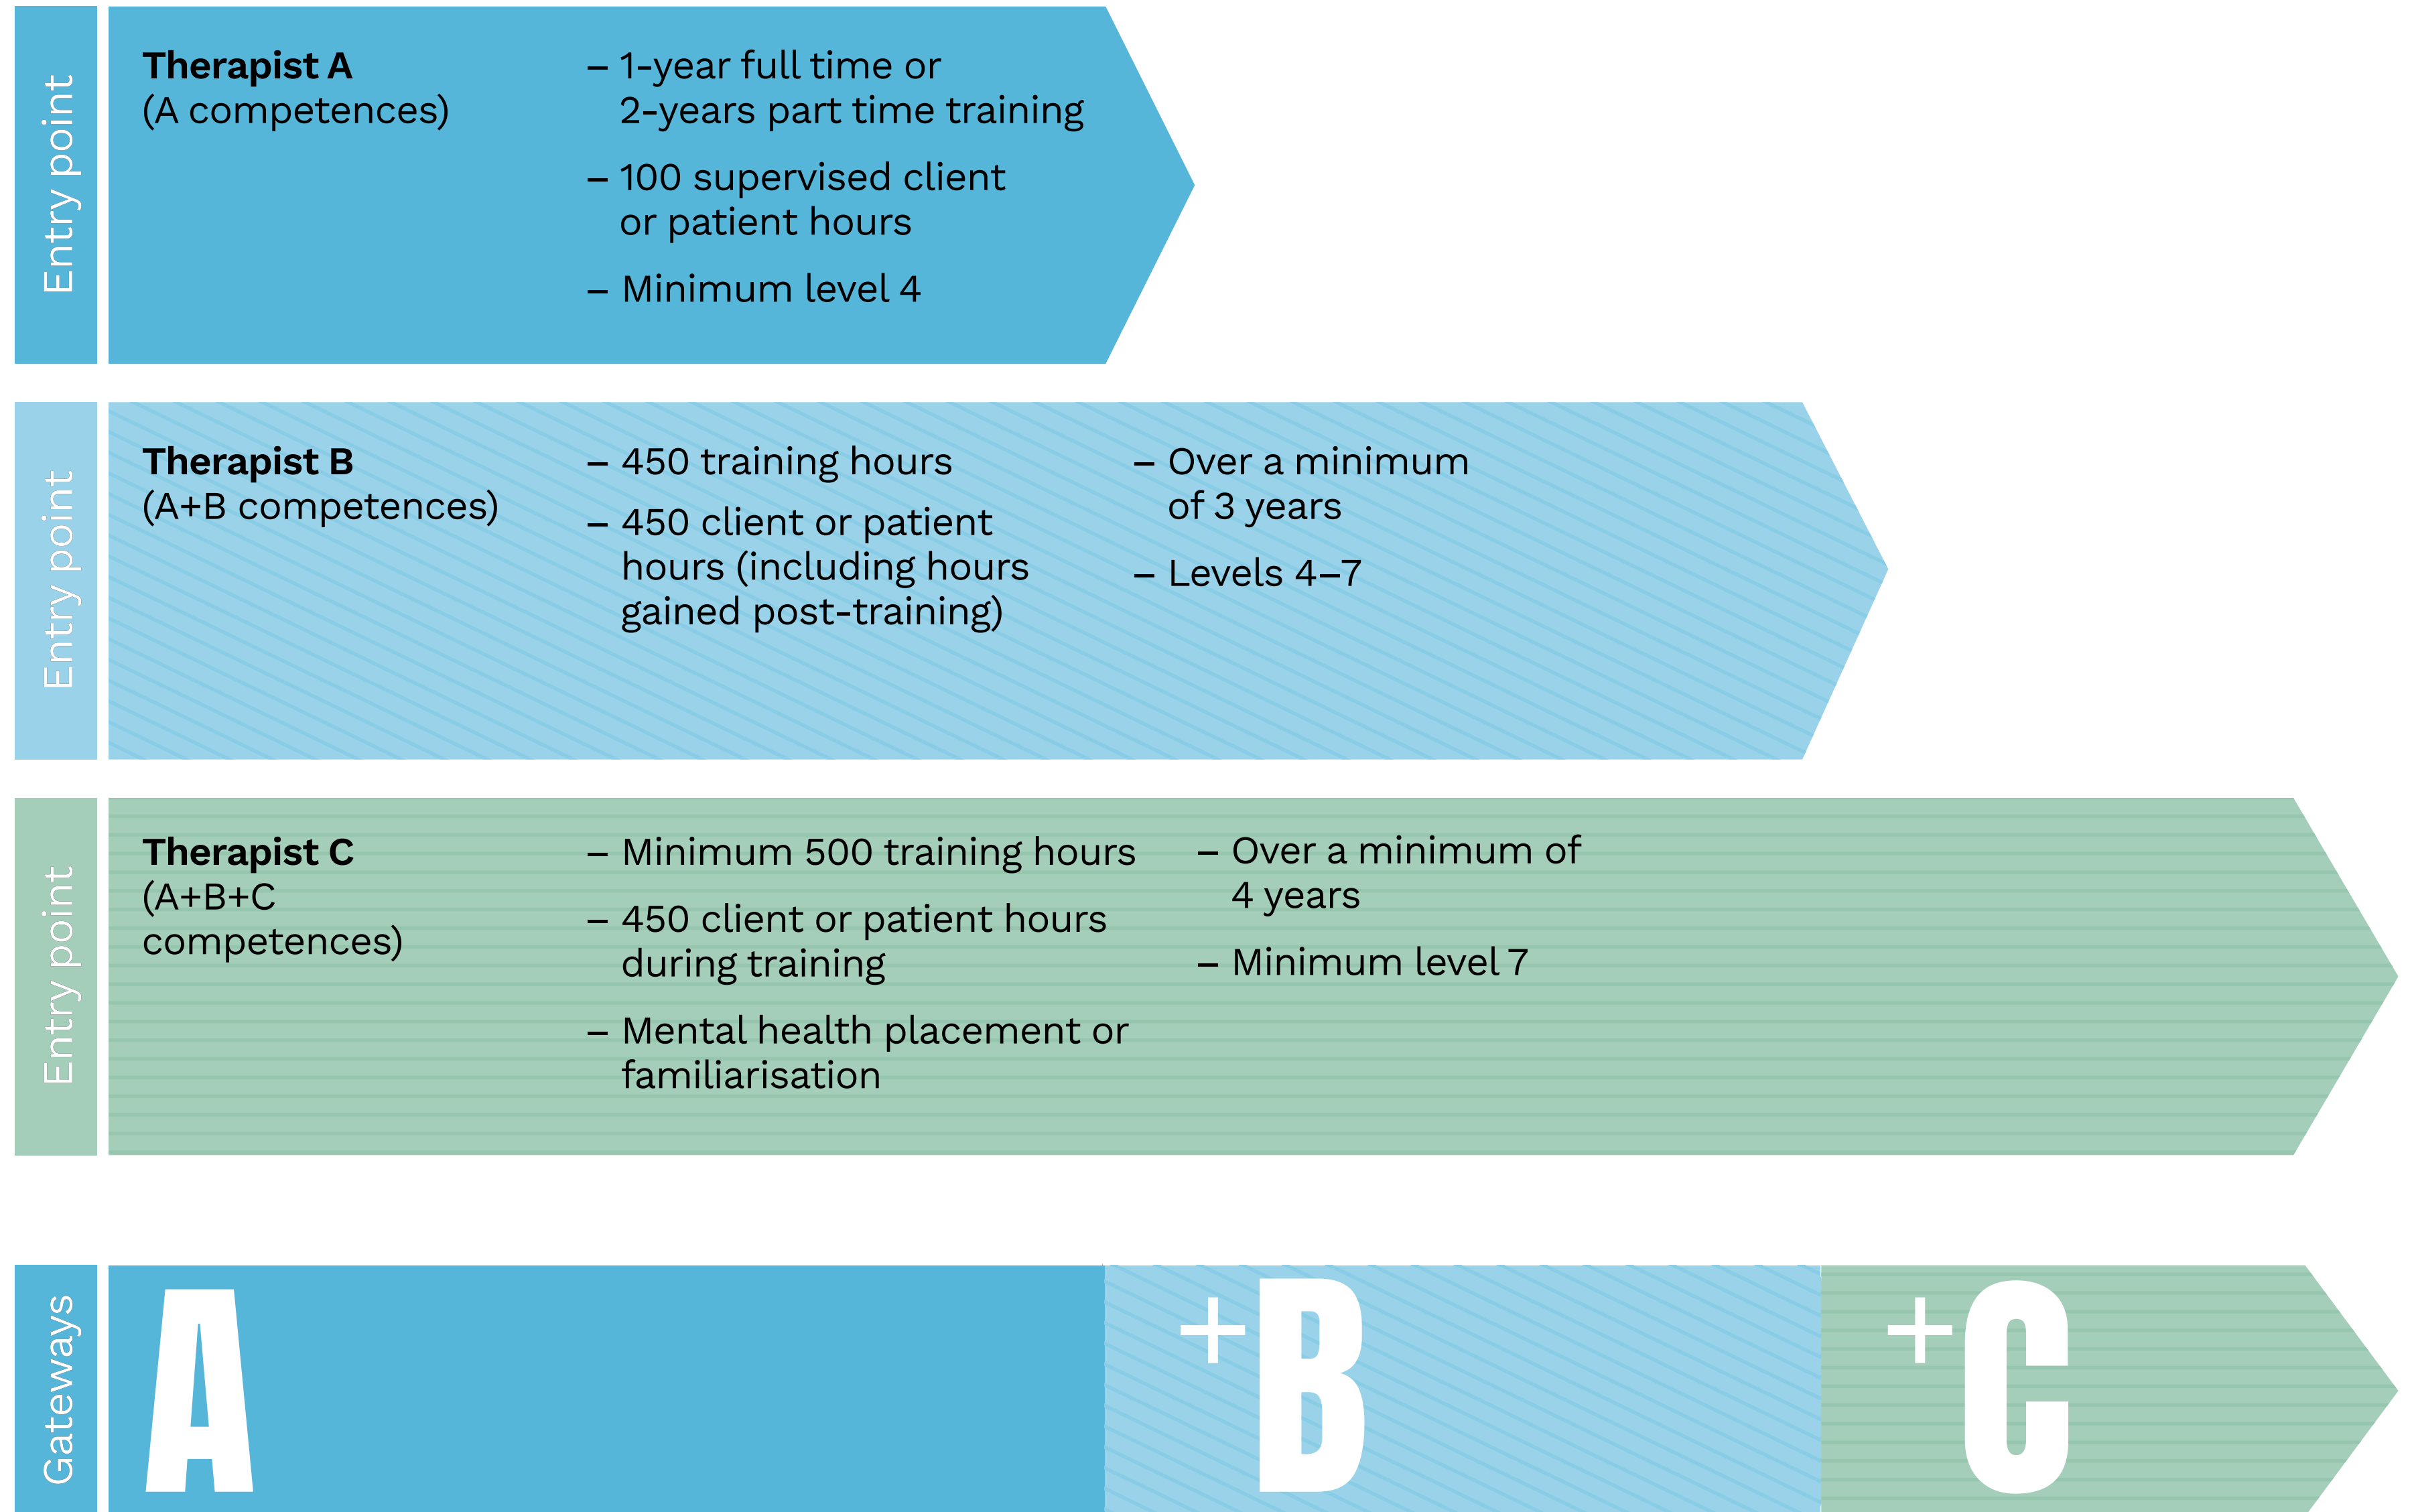 Entry point
Therapist A
(A competences)
– 1-year full time or
2-years part time training
– 100 supervised client
or patient hours
– Minimum level 4
Entry point
Therapist B
(A+B competences)
– 450 training hours
– 450 client or patient
hours (including hours
gained post-training)
– Over a minimum
of 3 years
– Levels 4–7
Entry point
Therapist C
(A+B+C
competences)
– Minimum 500 training hours
– 450 client or patient hours
during training
– Mental health placement or
familiarisation
– Over a minimum of
4 years
– Minimum level 7
Gateways
A
+B
+C